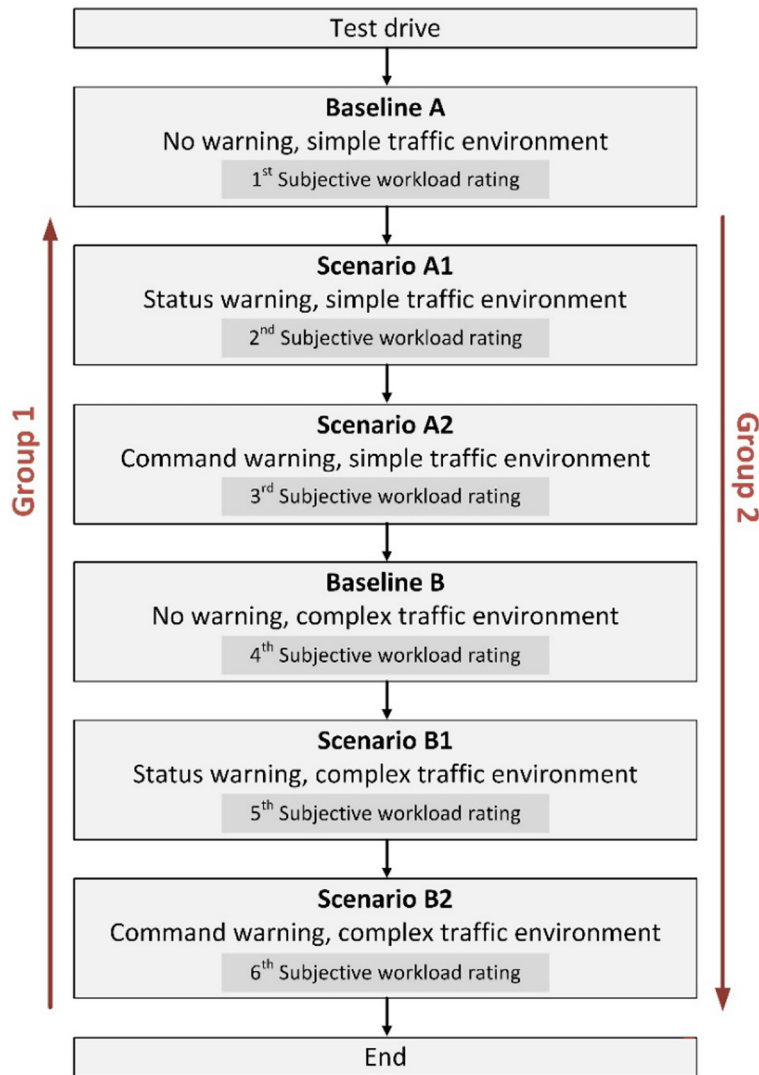 Test drive
Baseline A
No warning, simple traffic environment
1st Subjective workload rating
Scenario A1
Status warning, simple traffic environment
2nd Subjective workload rating
Scenario A2
Command warning, simple traffic environment
3rd Subjective workload rating
Baseline B
No warning, complex traffic environment
4th Subjective workload rating
Scenario B1
Status warning, complex traffic environment
5th Subjective workload rating
Scenario B2
Command warning, complex traffic environment
6th Subjective workload rating
End
Group 1
Group 2